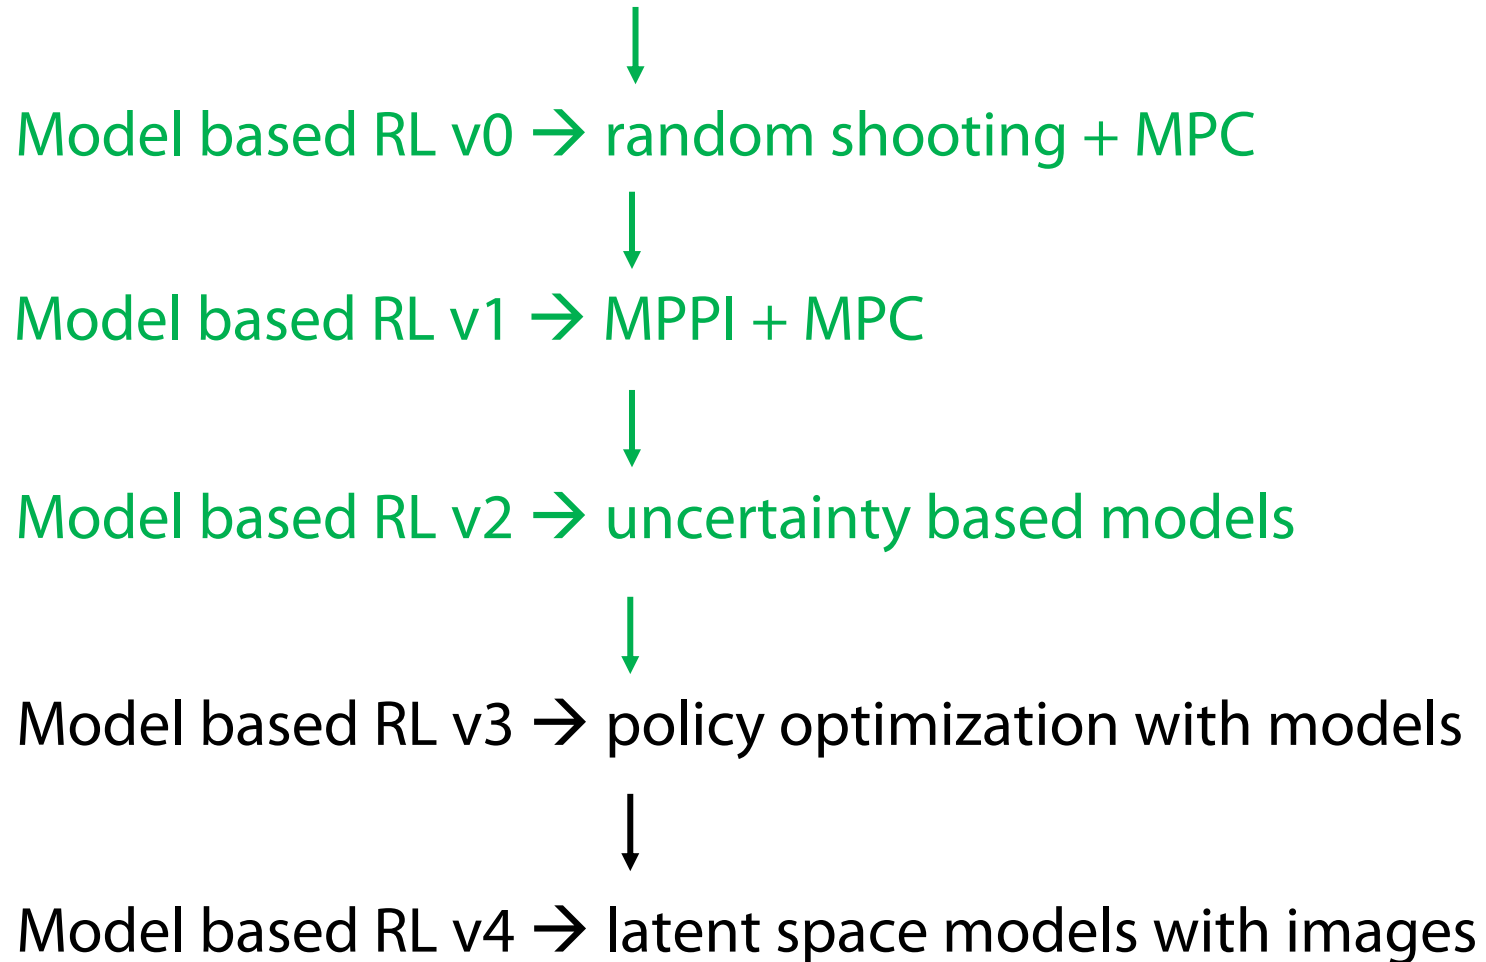 Model based RL v0 → random shooting + MPC
Model based RL v1 → MPPI + MPC
Model based RL v2 → uncertainty based models
Model based RL v3 → policy optimization with models
Model based RL v4 → latent space models with images